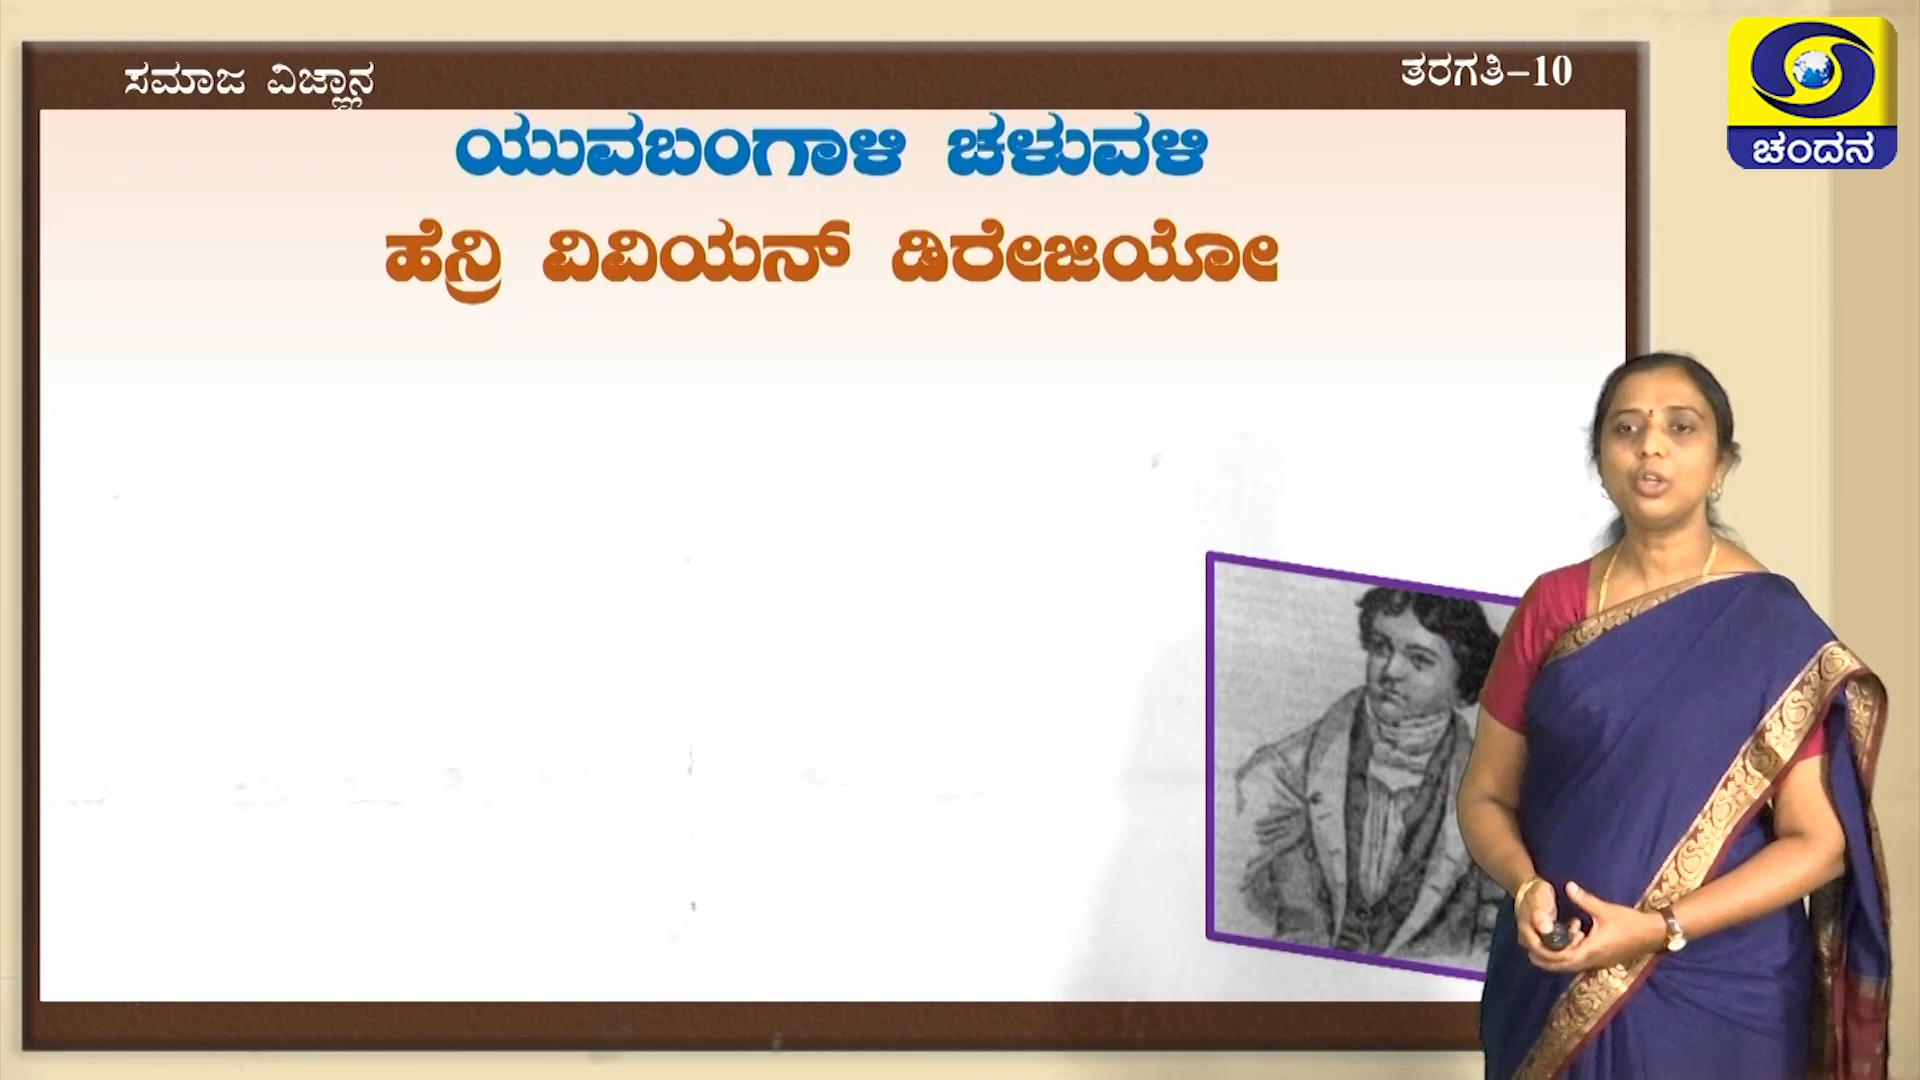 ಸಮಾಜ ವಿಜ್ಞಾನ
ತರಗತಿ-10
ಚಂದನ
ಯುವಬಂಗಾಳಿ ಚಳುವಳಿ
ಹೆನ್ರಿ ವಿವಿಯನ್ ಡಿರೇಜಿಯೋ